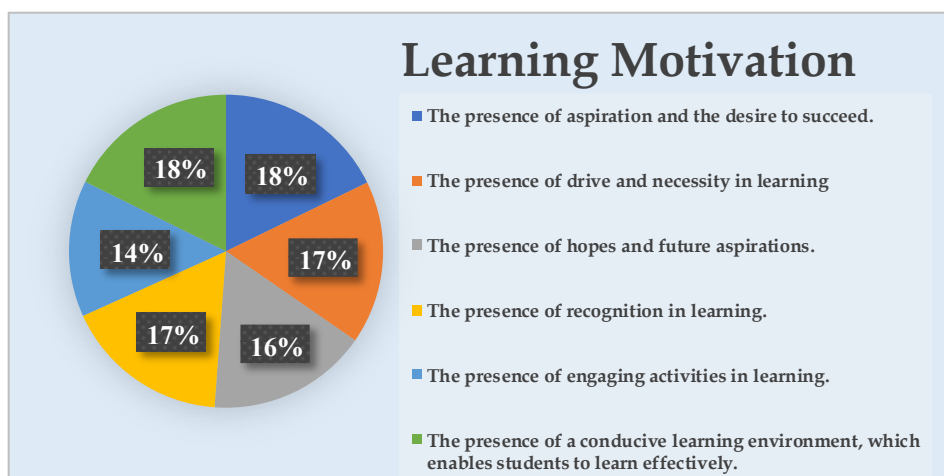 Learning Motivation
The presence of aspiration and the desire to succeed.
18%
18%
The presence of drive and necessity in learning
The presence of hopes and future aspirations.
14%
17%
The presence of recognition in learning.
17%
16%
The presence of engaging activities in learning.
The presence of a conducive learning environment, which
enables students to learn effectively.